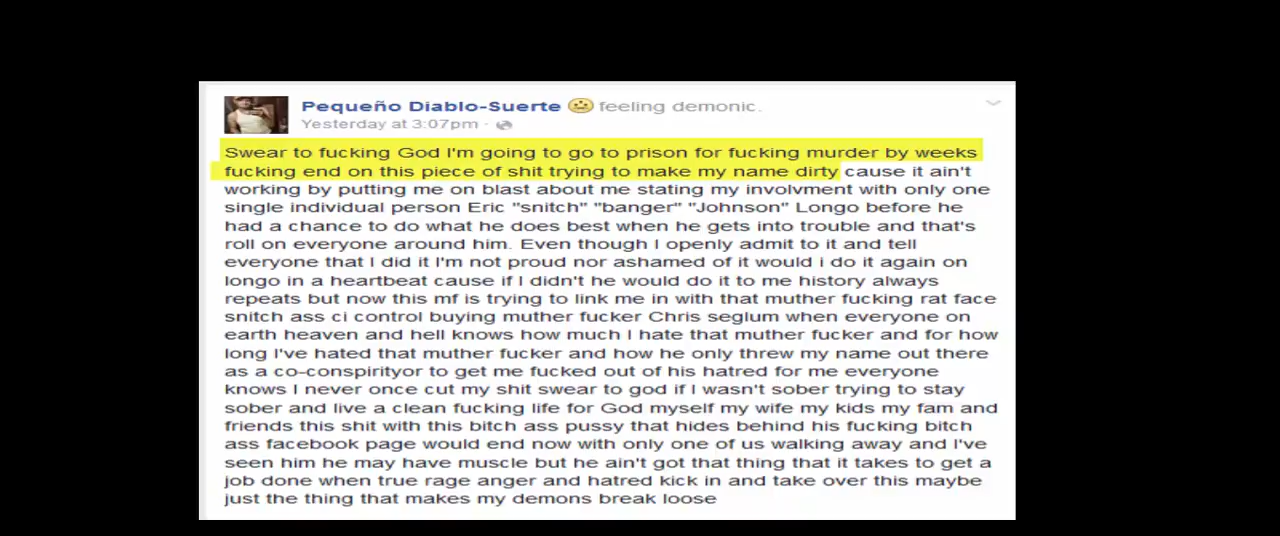 Pequeño Diablo-Suerte feeling demonic.
Yesterday at 3:07pm ·
Swear to fucking God I'm going to go to prison for fucking murder by weeks
fucking end on this piece of shit trying to make my name dirty cause it ain't
working by putting me on blast about me stating my involvment with only one
single individual person Eric "snitch" "banger" "Johnson" Longo before he
had a chance to do what he does best when he gets into trouble and that's
roll on everyone around him. Even though I openly admit to it and tell
everyone that I did it I'm not proud nor ashamed of it would i do it again on
longo in a heartbeat cause if I didn't he would do it to me history always
repeats but now this mf is trying to link me in with that muther fucking rat face
snitch ass ci control buying muther fucker Chris seglum when everyone on
earth heaven and hell knows how much I hate that muther fucker and for how
long I've hated that muther fucker and how he only threw my name out there
as a co-conspirityor to get me fucked out of his hatred for me everyone
knows I never once cut my shit swear to god if I wasn't sober trying to stay
sober and live a clean fucking life for God myself my wife my kids my fam and
friends this shit with this bitch ass pussy that hides behind his fucking bitch
ass facebook page would end now with only one of us walking away and I've
seen him he may have muscle but he ain't got that thing that it takes to get a
job done when true rage anger and hatred kick in and take over this maybe
just the thing that makes my demons break loose